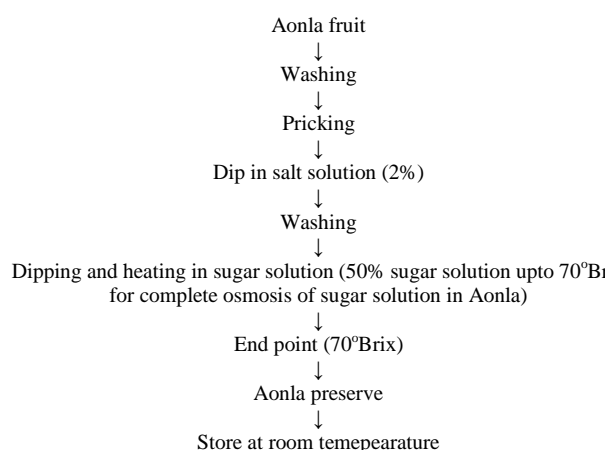 Aonla fruit
↓
Washing
↓
Pricking
↓
Dip in salt solution (2%)
↓
Washing
↓
Dipping and heating in sugar solution (50% sugar solution upto 70°Br
for complete osmosis of sugar solution in Aonla)
↓
End point (70°Brix)
↓
Aonla preserve
↓
Store at room temepearature